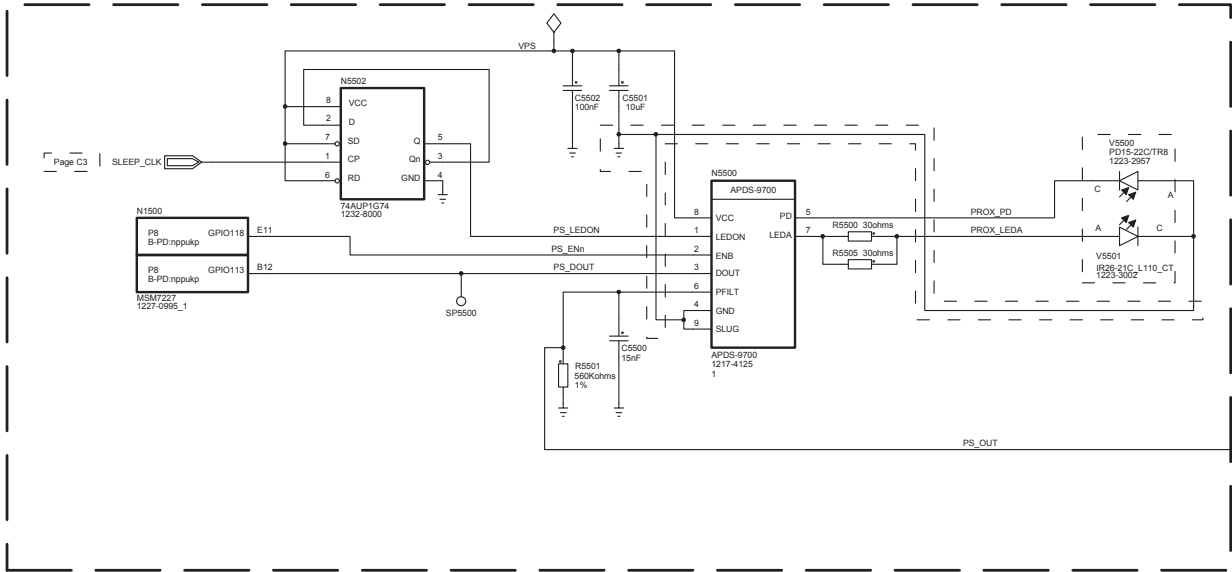 VPS
N5502
8 VCC
2 D
7 SD
1 CP
6 RD
Q 5
Qn 3
GND 4
74AUP1G74
1232-8000
Page C3
SLEEP_CLK
C5502
100nF
C5501
10uF
N1500
P8
B-PD:nppukp
GPIO118
E11
P8
B-PD:nppukp
GPIO113
B12
MSM7227
1227-0995_1
PS_LEDON
PS_ENn
PS_DOUT
SP5500
N5500
APDS-9700
8 VCC
1 LEDON
2 ENB
3 DOUT
6 PFILT
4 GND
9 SLUG
PD 5
LEDA 7
APDS-9700
1217-4125
1
R5500 30ohms
R5505 30ohms
PROX_PD
PROX_LEDA
V5500
PD15-22C/TR8
1223-2957
C
A
A
C
V5501
IR26-21C_L110_CT
1223-3002
C5500
15nF
R5501
560Kohms
1%
PS_OUT